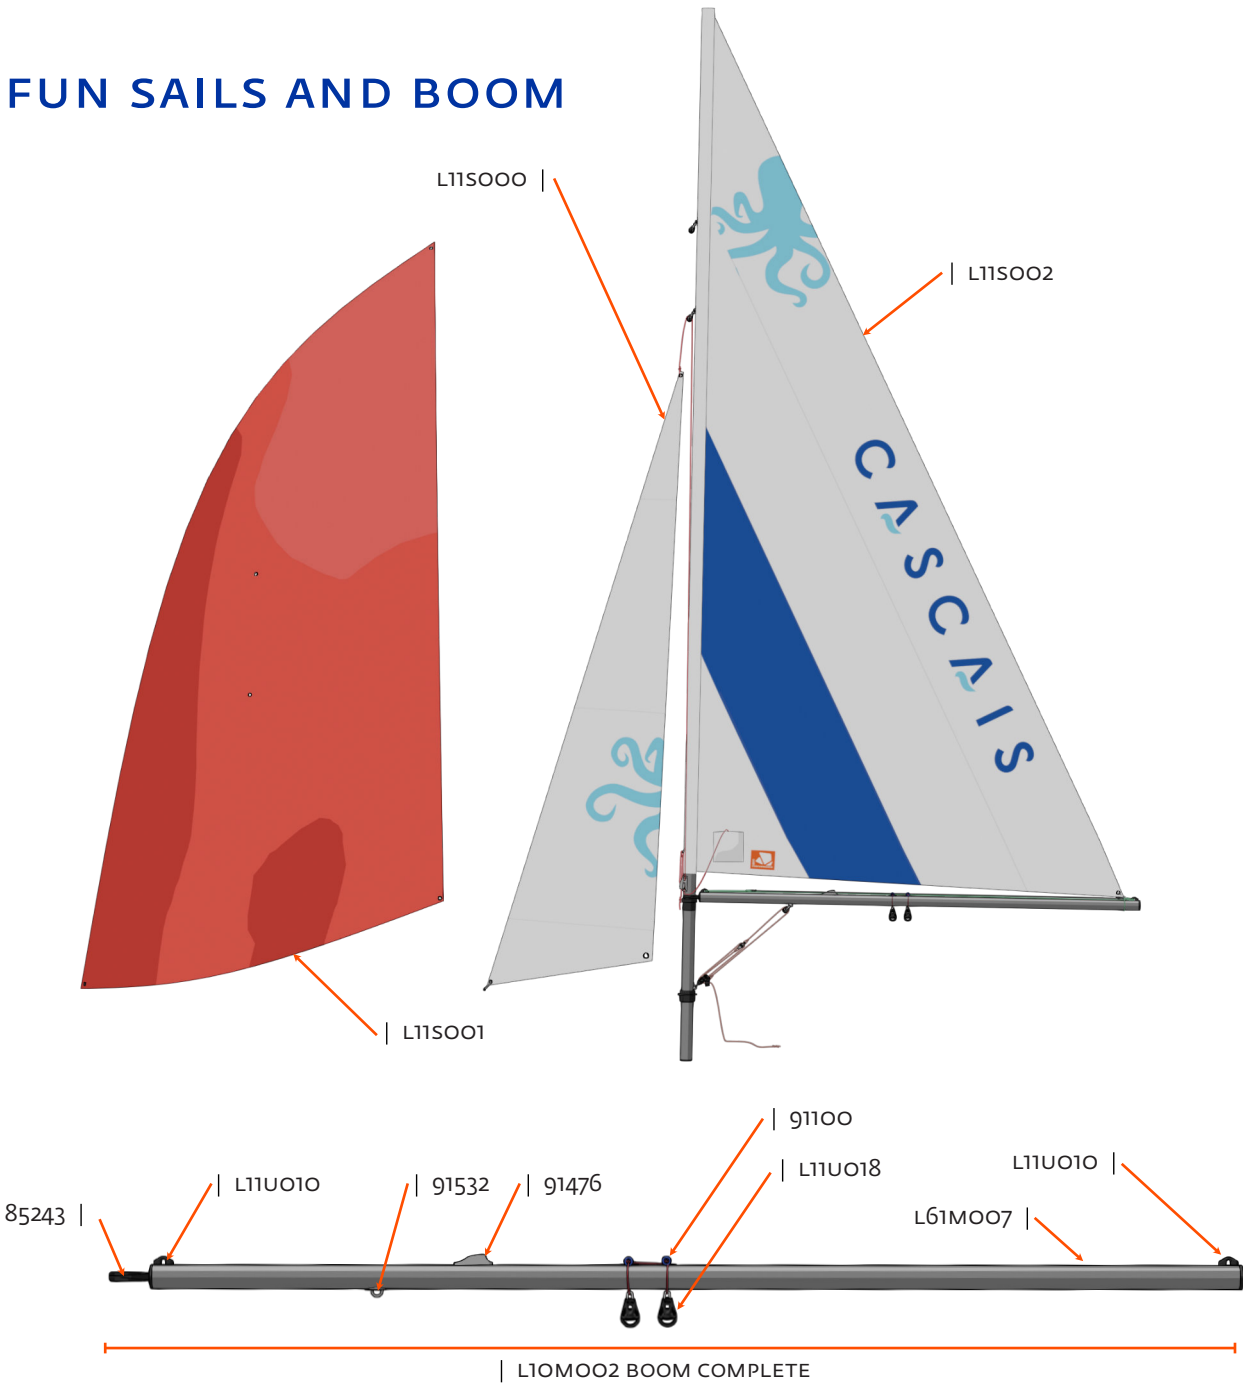 FUN SAILS AND BOOM
L11S000 |
| L11S002
CASCAIS
| L11S001
| 91100
| L11U010
| 91532
| 91476
| L11U018
L11U010 |
85243 |
L61M007 |
| L10M002 BOOM COMPLETE